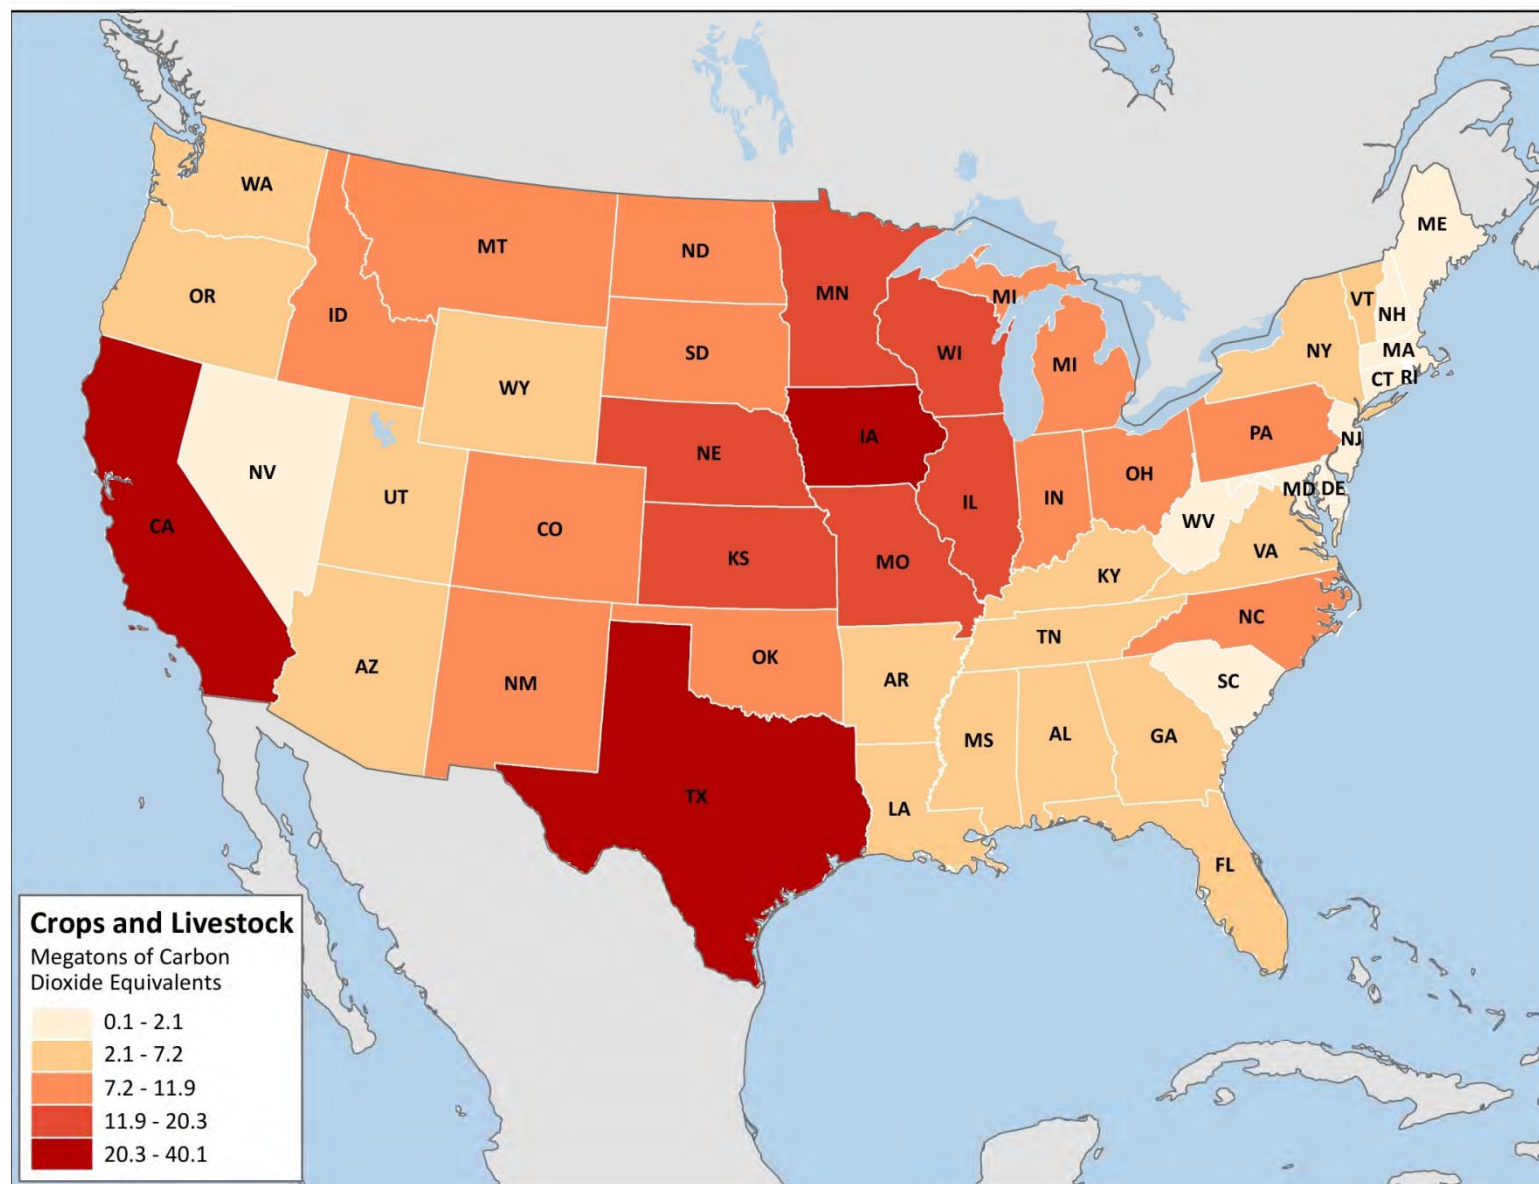 WA
MT
ND
MN
ME
OR
ID
SD
WI
MI
MI
VT
NH
NY
MA
CT
RI
WY
NE
IA
PA
NJ
NV
UT
CO
KS
MO
IL
IN
OH
MD
DE
WV
VA
KY
CA
AZ
NM
OK
AR
TN
NC
SC
MS
AL
GA
TX
LA
FL
Crops and Livestock
Megatons of Carbon
Dioxide Equivalents
0.1 - 2.1
2.1 - 7.2
7.2 - 11.9
11.9 - 20.3
20.3 - 40.1